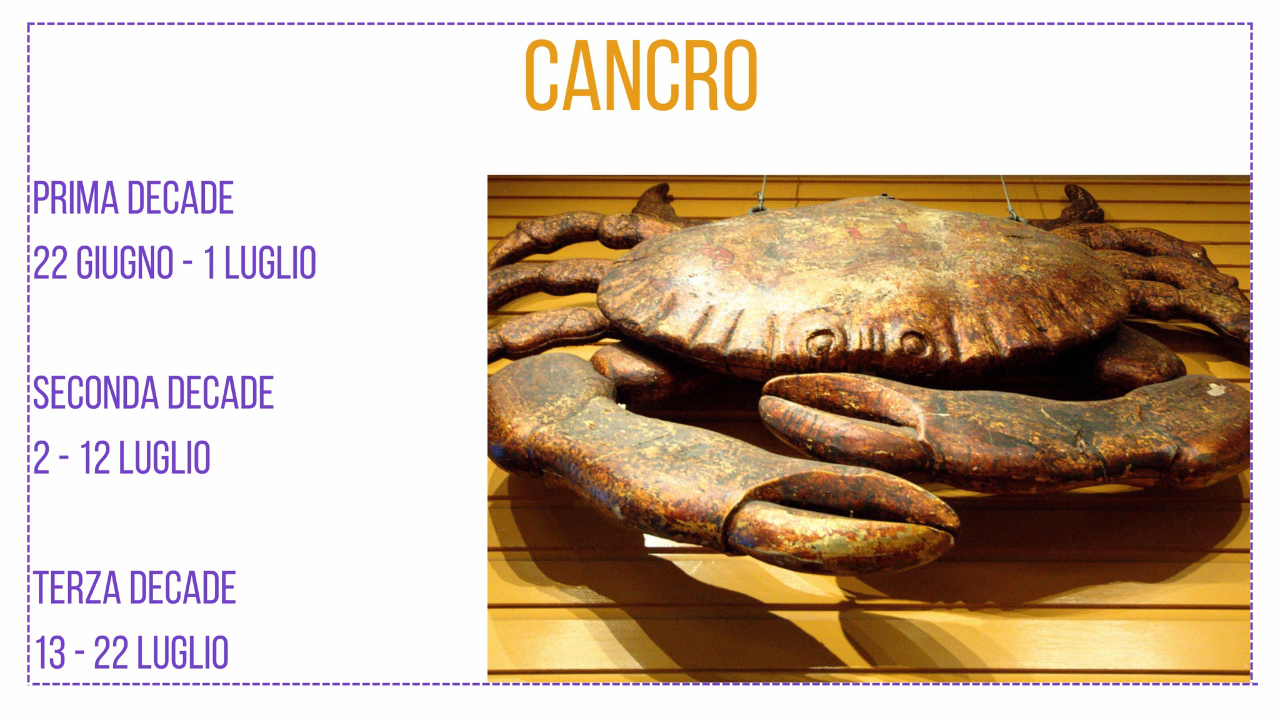 CANCRO
PRIMA DECADE
22 GIUGNO - 1 LUGLIO
SECONDA DECADE
2 - 12 LUGLIO
TERZA DECADE
13 - 22 LUGLIO